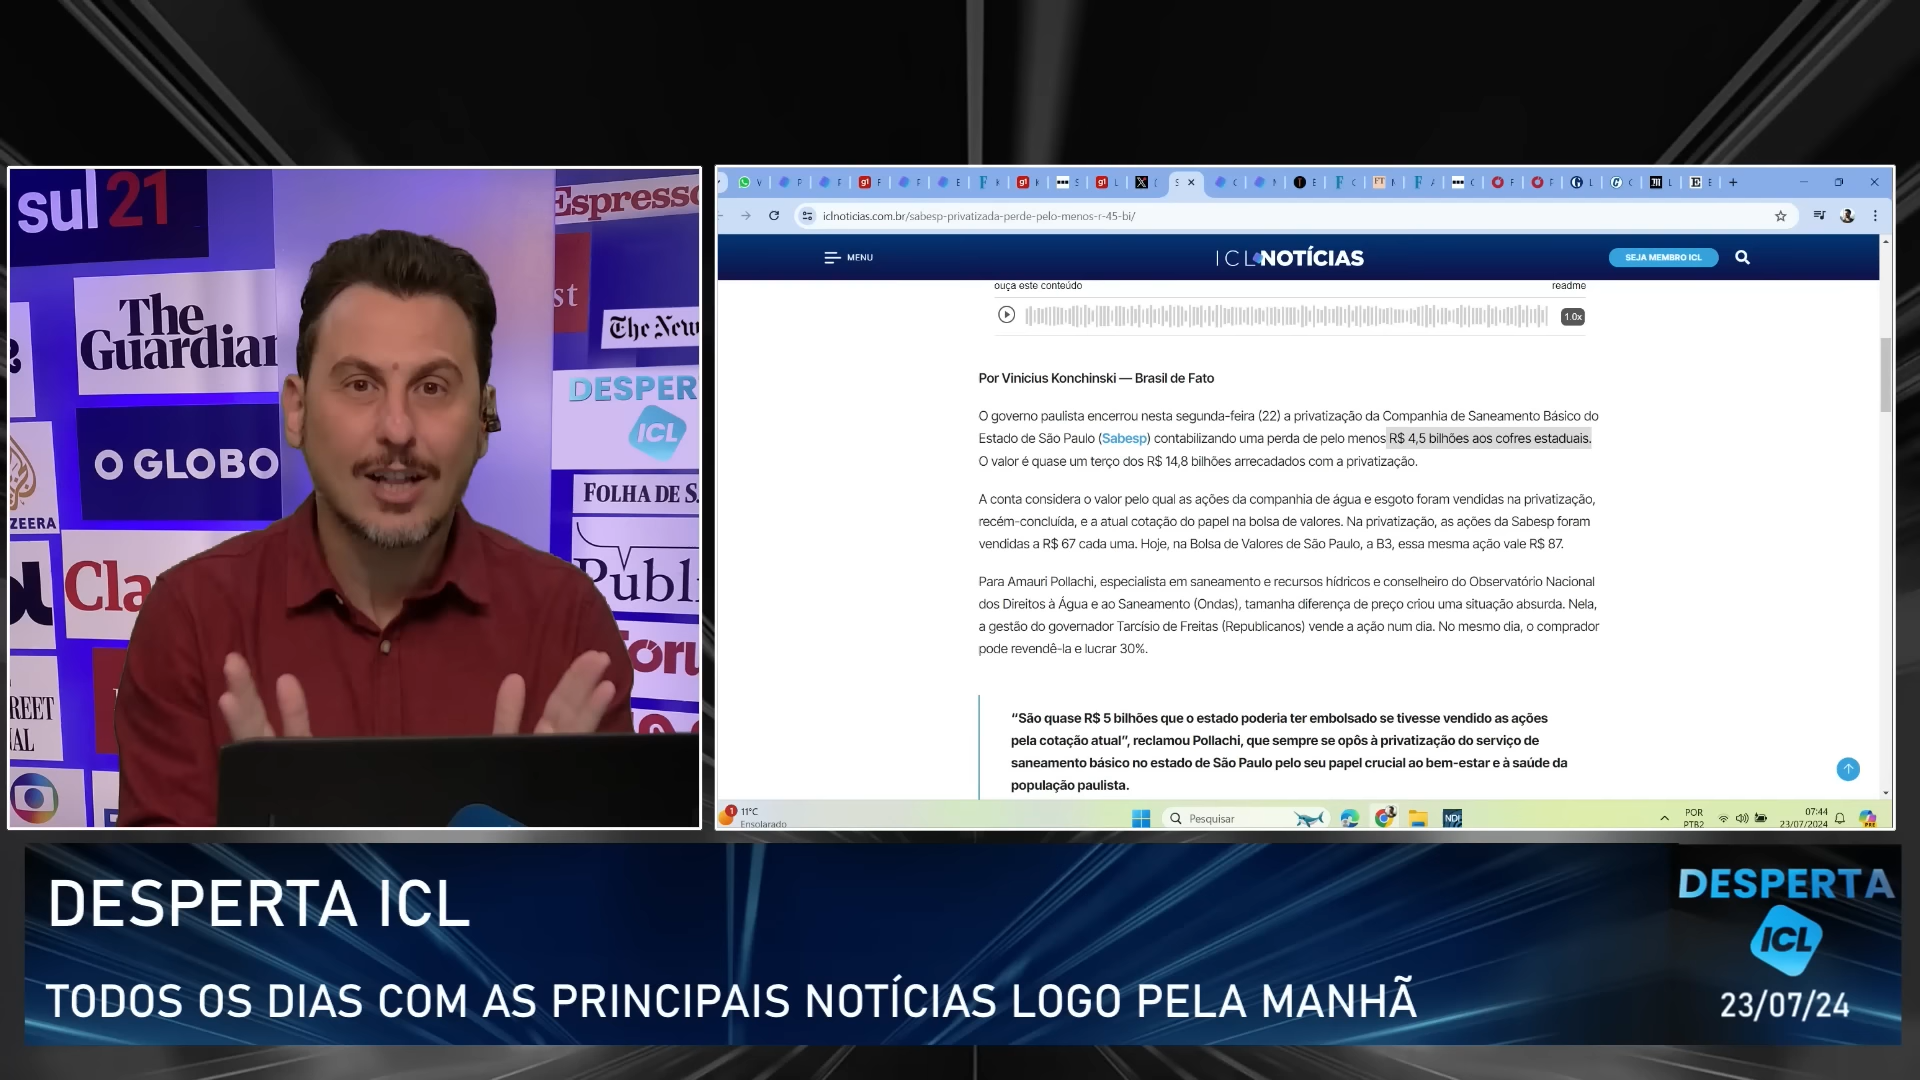 sul21
Espresso
The
Guardian
The New
DESPERT
ICL
O GLOBO
FOLHA DE S.
ZEERA
Publi
Cla
REET
st
iclnoticias.com.br/sabesp-privatizada-perde-pelo-menos-r-45-bi/
MENU
ICL NOTÍCIAS
SEJA MEMBRO ICL
ouça este conteúdo
readme
1.0x
Por Vinicius Konchinski — Brasil de Fato
O governo paulista encerrou nesta segunda-feira (22) a privatização da Companhia de Saneamento Básico do
Estado de São Paulo (Sabesp) contabilizando uma perda de pelo menos R$ 4,5 bilhões aos cofres estaduais.
O valor é quase um terço dos R$ 14,8 bilhões arrecadados com a privatização.
A conta considera o valor pelo qual as ações da companhia de água e esgoto foram vendidas na privatização,
recém-concluída, e a atual cotação do papel na bolsa de valores. Na privatização, as ações da Sabesp foram
vendidas a R$ 67 cada uma. Hoje, na Bolsa de Valores de São Paulo, a B3, essa mesma ação vale R$ 87.
Para Amauri Pollachi, especialista em saneamento e recursos hídricos e conselheiro do Observatório Nacional
dos Direitos à Água e ao Saneamento (Ondas), tamanha diferença de preço criou uma situação absurda. Nela,
a gestão do governador Tarcísio de Freitas (Republicanos) vende a ação num dia. No mesmo dia, o comprador
pode revendê-la e lucrar 30%.
“São quase R$ 5 bilhões que o estado poderia ter embolsado se tivesse vendido as ações
pela cotação atual”, reclamou Pollachi, que sempre se opôs à privatização do serviço de
saneamento básico no estado de São Paulo pelo seu papel crucial ao bem-estar e à saúde da
população paulista.
11°C
Ensolarado
Pesquisar
POR
PTB2
07:44
23/07/2024
DESPERTA ICL
TODOS OS DIAS COM AS PRINCIPAIS NOTÍCIAS LOGO PELA MANHÃ
DESPERTA
ICL
23/07/24